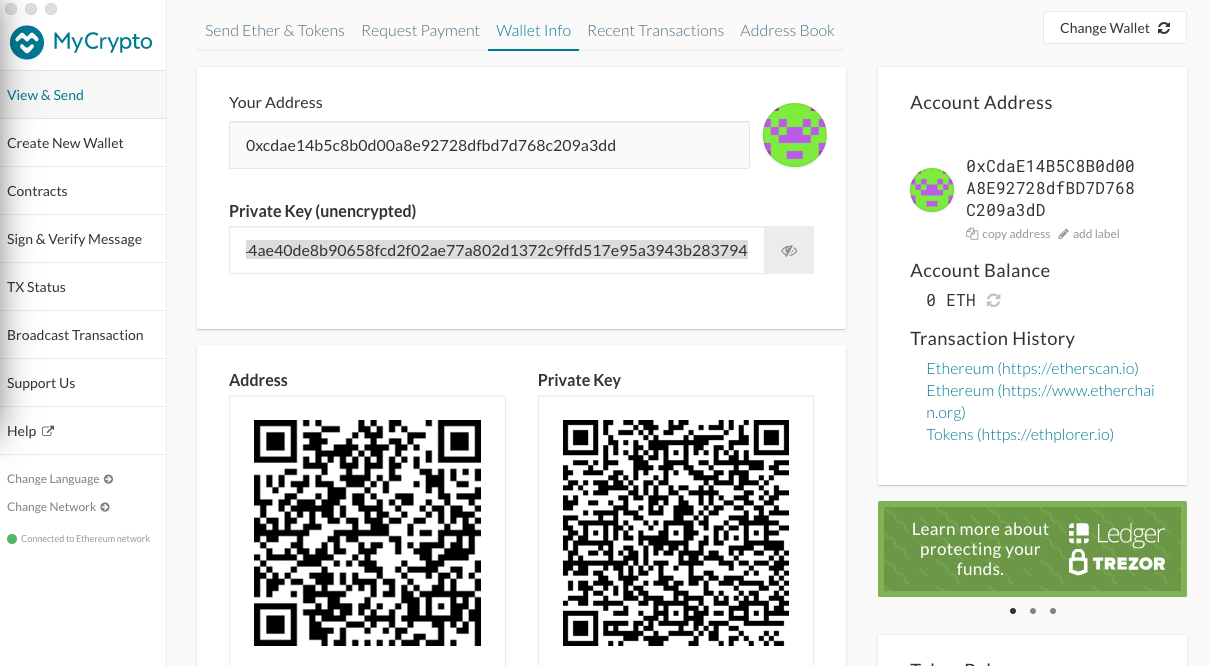 MyCrypto
Send Ether & Tokens
Request Payment
Wallet Info
Recent Transactions
Address Book
Change Wallet
View & Send
Create New Wallet
Contracts
Sign & Verify Message
TX Status
Broadcast Transaction
Support Us
Help
Change Language
Change Network
Connected to Ethereum network
Your Address
0xcdae14b5c8b0d00a8e92728dfbd7d768c209a3dd
Private Key (unencrypted)
4ae40de8b90658fcd2f02ae77a802d1372c9ffd517e95a3943b283794
Address
Private Key
Account Address
0xCdaE14B5C8B0d00
A8E92728dfBD7D768
C209a3dD
copy address
add label
Account Balance
0 ETH
Transaction History
Ethereum (https://etherscan.io)
Ethereum (https://www.etherchai
n.org)
Tokens (https://ethplorer.io)
Learn more about
protecting your
funds.
Ledger
TREZOR